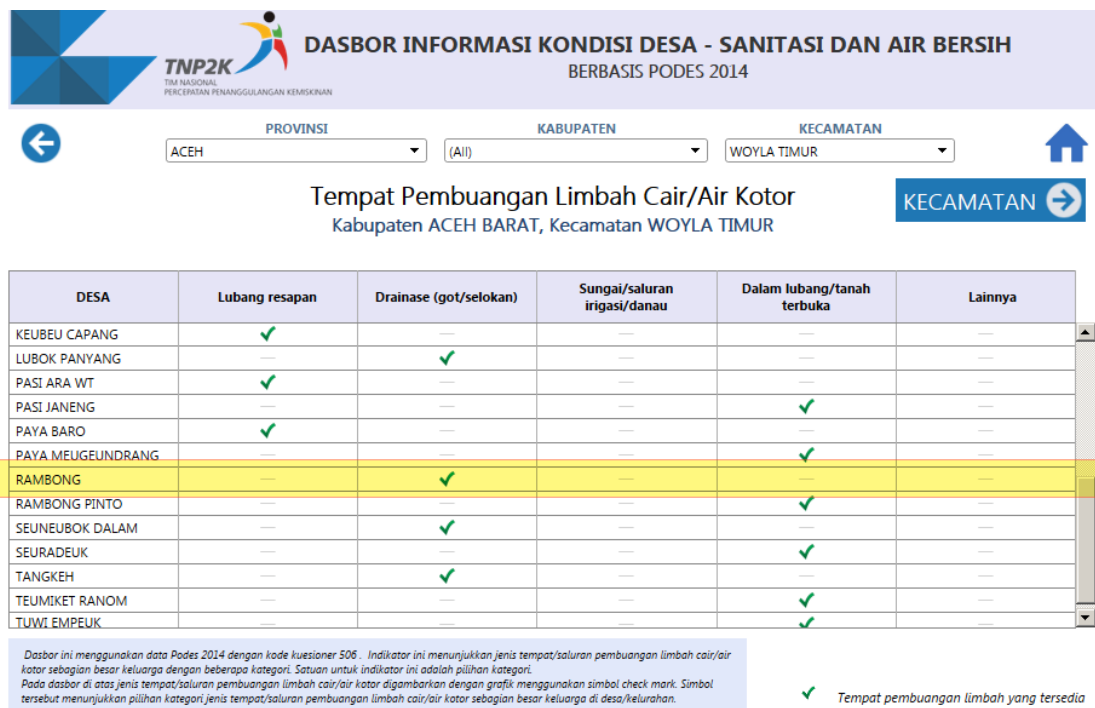 DASBOR INFORMASI KONDISI DESA - SANITASI DAN AIR BERSIH
BERBASIS PODES 2014
TNP2K
TIM NASIONAL
PERCEPATAN PENANGGULANGAN KEMISKINAN
PROVINSI KABUPATEN KECAMATAN
ACEH (All) WOYLA TIMUR
Tempat Pembuangan Limbah Cair/Air Kotor
Kabupaten ACEH BARAT, Kecamatan WOYLA TIMUR
KECAMATAN
DESA Lubang resapan Drainase (got/selokan) Sungai/saluran irigasi/danau Dalam lubang/tanah terbuka Lainnya
KEUBEU CAPANG ✓ — — — —
LUBOK PANYANG — ✓ — — —
PASI ARA WT ✓ — — — —
PASI JANENG — — — ✓ —
PAYA BARO ✓ — — — —
PAYA MEUGEUNDRANG — — — ✓ —
RAMBONG — ✓ — — —
RAMBONG PINTO — — — ✓ —
SEUNEUBOK DALAM — ✓ — — —
SEURADEUK — — — ✓ —
TANGKEH — ✓ — — —
TEUMIKET RANOM — — — ✓ —
TUWI EMPEUK — — — ✓ —
Dasbor ini menggunakan data Podes 2014 dengan kode kuesioner 506 . Indikator ini menunjukkan jenis tempat/saluran pembuangan limbah cair/air
kotor sebagian besar keluarga dengan beberapa kategori. Satuan untuk indikator ini adalah pilihan kategori.
Pada dasbor di atas jenis tempat/saluran pembuangan limbah cair/air kotor digambarkan dengan grafik menggunakan simbol check mark. Simbol
tersebut menunjukkan pilihan kategori jenis tempat/saluran pembuangan limbah cair/air kotor sebagian besar keluarga di desa/kelurahan.
✓ Tempat pembuangan limbah yang tersedia